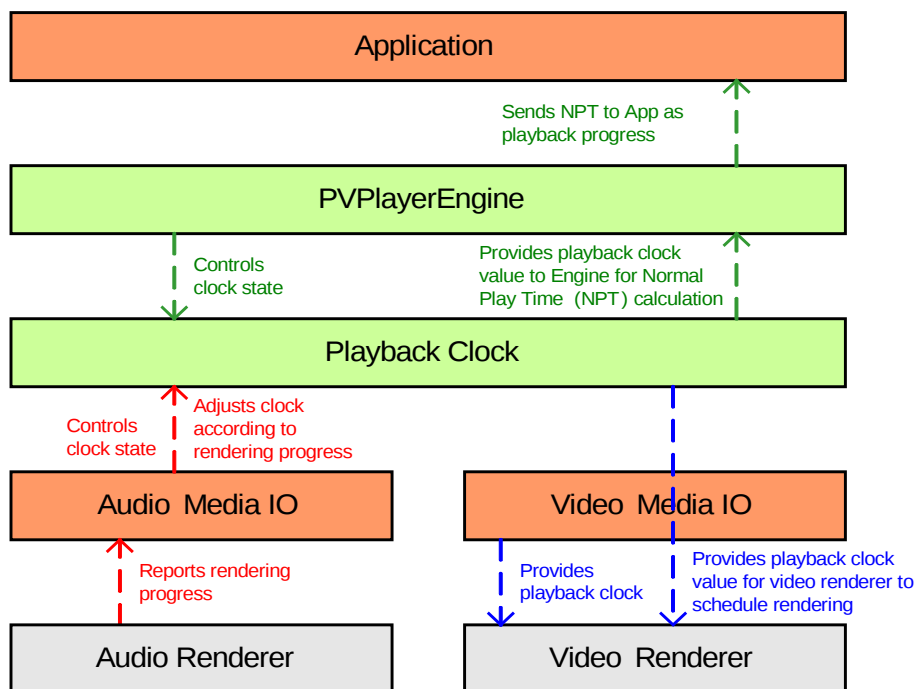 Application
Sends NPT to App as
playback progress
PVPlayerEngine
Controls
clock state
Provides playback clock
value to Engine for Normal
Play Time (NPT) calculation
Playback Clock
Controls
clock state
Adjusts clock
according to
rendering progress
Audio Media IO
Video Media IO
Reports rendering
progress
Provides
playback clock
Provides playback clock
value for video renderer to
schedule rendering
Audio Renderer
Video Renderer